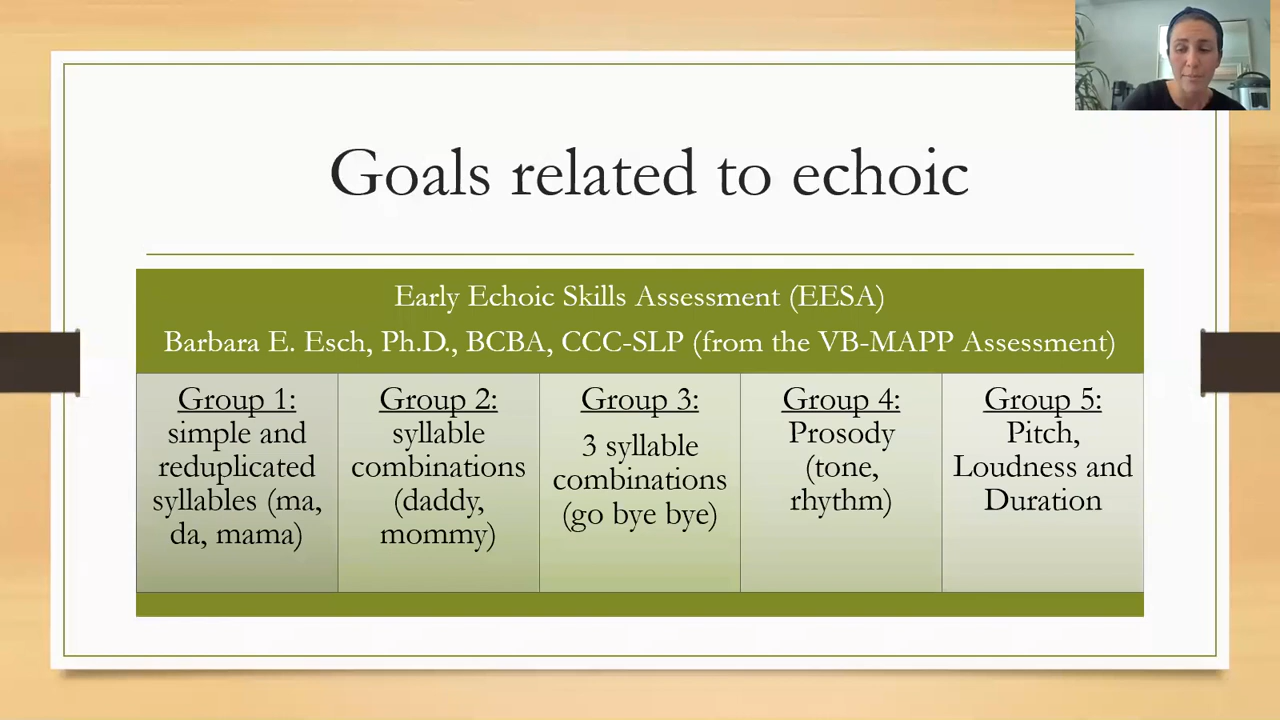 Goals related to echoic
Early Echoic Skills Assessment (EESA)
Barbara E. Esch, Ph.D., BCBA, CCC-SLP (from the VB-MAPP Assessment)
Group 1:
simple and
reduplicated
syllables (ma,
da, mama)
Group 2:
syllable
combinations
(daddy,
mommy)
Group 3:
3 syllable
combinations
(go bye bye)
Group 4:
Prosody
(tone,
rhythm)
Group 5:
Pitch,
Loudness and
Duration